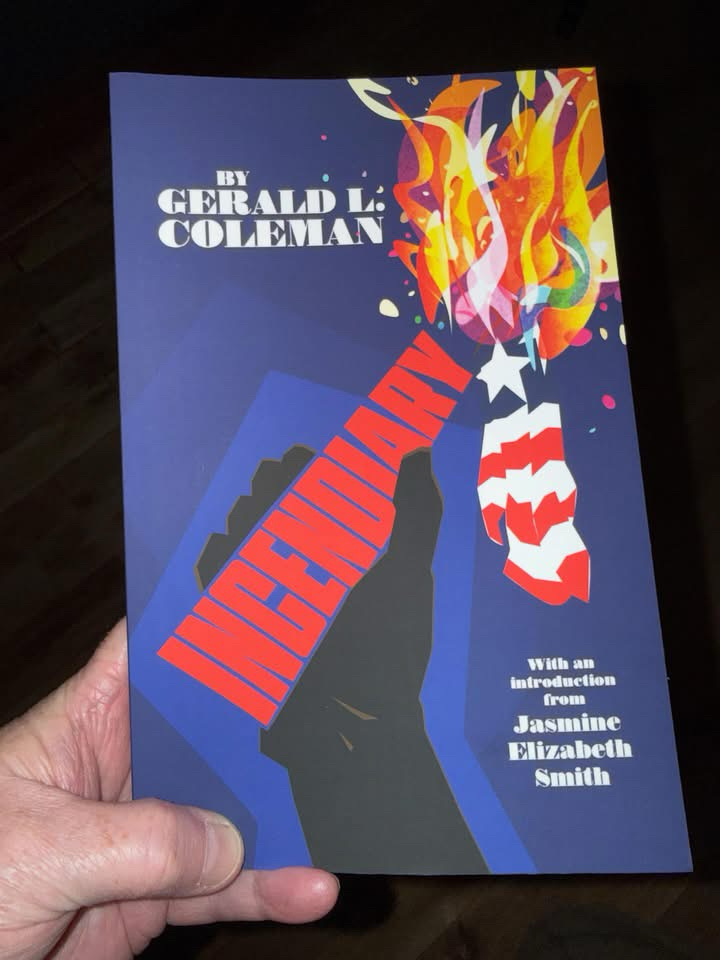 BY
GERALD L.
COLEMAN
INCENDIARY
With an
introduction
from
Jasmine
Elizabeth
Smith